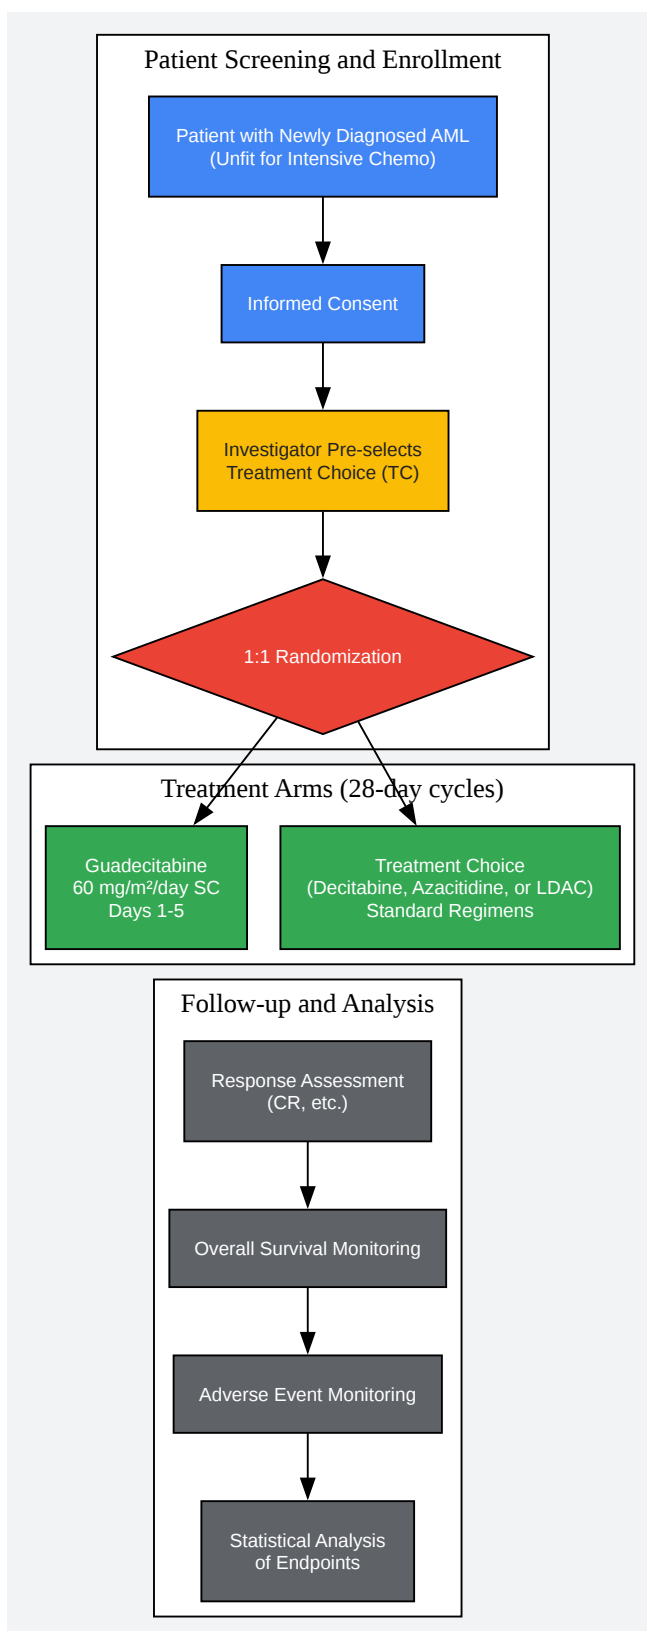 Patient Screening and Enrollment
Patient with Newly Diagnosed AML
(Unfit for Intensive Chemo)
Informed Consent
Investigator Pre-selects
Treatment Choice (TC)
1:1 Randomization
Treatment Arms (28-day cycles)
Guadecitabine
60 mg/m²/day SC
Days 1-5
Treatment Choice
(Decitabine, Azacitidine, or LDAC)
Standard Regimens
Follow-up and Analysis
Response Assessment
(CR, etc.)
Overall Survival Monitoring
Adverse Event Monitoring
Statistical Analysis
of Endpoints